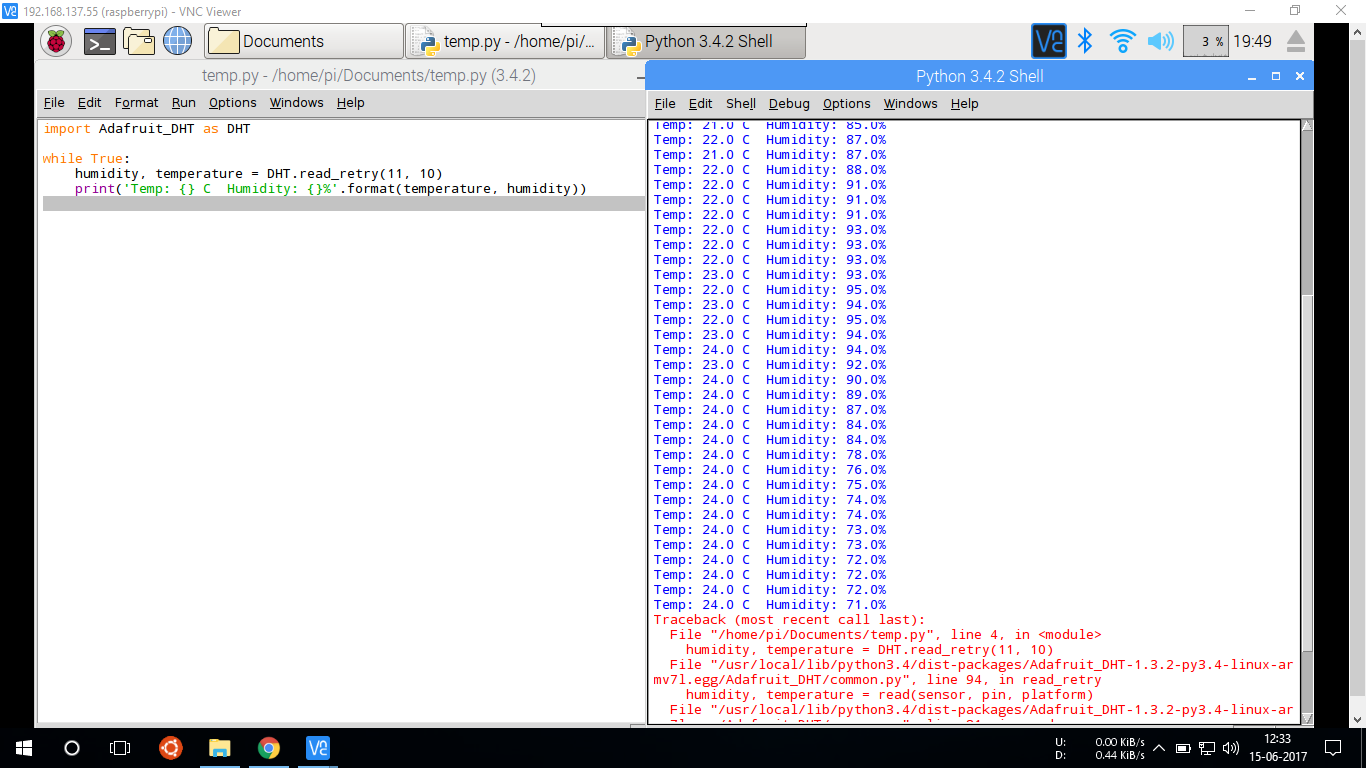 192.168.137.55 (raspberrypi) - VNC Viewer
Documents
temp.py - /home/pi/...
Python 3.4.2 Shell
3 %
19:49
temp.py - /home/pi/Documents/temp.py (3.4.2)
File Edit Format Run Options Windows Help
import Adafruit_DHT as DHT
while True:
    humidity, temperature = DHT.read_retry(11, 10)
    print('Temp: {} C  Humidity: {}%'.format(temperature, humidity))
Python 3.4.2 Shell
File Edit Shell Debug Options Windows Help
Temp: 21.0 C  Humidity: 85.0%
Temp: 22.0 C  Humidity: 87.0%
Temp: 21.0 C  Humidity: 87.0%
Temp: 22.0 C  Humidity: 88.0%
Temp: 22.0 C  Humidity: 91.0%
Temp: 22.0 C  Humidity: 91.0%
Temp: 22.0 C  Humidity: 91.0%
Temp: 22.0 C  Humidity: 93.0%
Temp: 22.0 C  Humidity: 93.0%
Temp: 22.0 C  Humidity: 93.0%
Temp: 23.0 C  Humidity: 93.0%
Temp: 22.0 C  Humidity: 95.0%
Temp: 23.0 C  Humidity: 94.0%
Temp: 22.0 C  Humidity: 95.0%
Temp: 23.0 C  Humidity: 94.0%
Temp: 24.0 C  Humidity: 94.0%
Temp: 23.0 C  Humidity: 92.0%
Temp: 24.0 C  Humidity: 90.0%
Temp: 24.0 C  Humidity: 89.0%
Temp: 24.0 C  Humidity: 87.0%
Temp: 24.0 C  Humidity: 84.0%
Temp: 24.0 C  Humidity: 84.0%
Temp: 24.0 C  Humidity: 78.0%
Temp: 24.0 C  Humidity: 76.0%
Temp: 24.0 C  Humidity: 75.0%
Temp: 24.0 C  Humidity: 74.0%
Temp: 24.0 C  Humidity: 74.0%
Temp: 24.0 C  Humidity: 73.0%
Temp: 24.0 C  Humidity: 73.0%
Temp: 24.0 C  Humidity: 72.0%
Temp: 24.0 C  Humidity: 72.0%
Temp: 24.0 C  Humidity: 72.0%
Temp: 24.0 C  Humidity: 71.0%
Traceback (most recent call last):
  File "/home/pi/Documents/temp.py", line 4, in <module>
    humidity, temperature = DHT.read_retry(11, 10)
  File "/usr/local/lib/python3.4/dist-packages/Adafruit_DHT-1.3.2-py3.4-linux-ar
mv7l.egg/Adafruit_DHT/common.py", line 94, in read_retry
    humidity, temperature = read(sensor, pin, platform)
  File "/usr/local/lib/python3.4/dist-packages/Adafruit_DHT-1.3.2-py3.4-linux-ar
U: 0.00 KiB/s
D: 0.44 KiB/s
12:33
15-06-2017